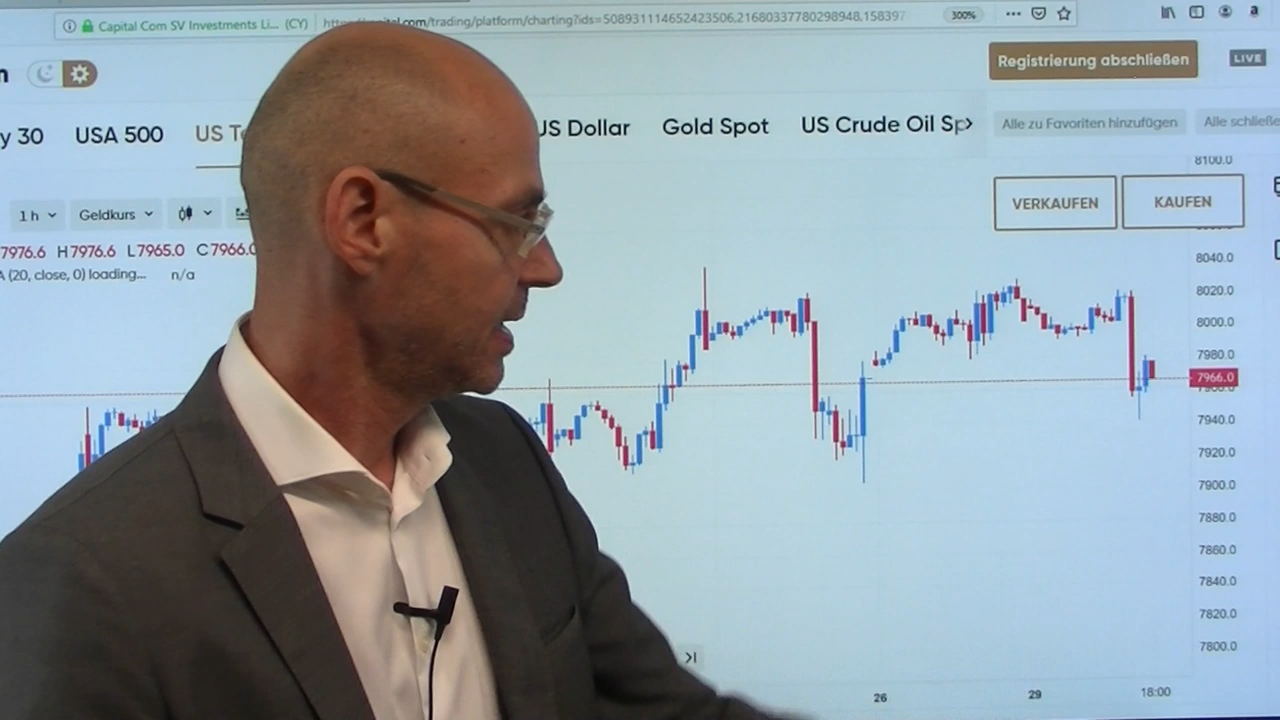 Capital Com SV Investments Li... (CY)
300%
Registrierung abschließen
LIVE
y 30
USA 500
US T
US Dollar
Gold Spot
US Crude Oil Sp
Alle zu Favoriten hinzufügen
Alle schließe
1 h
Geldkurs
VERKAUFEN
KAUFEN
7976.6 H7976.6 L7965.0 C7966.0
A (20, close, 0) loading... n/a
8100.0
8040.0
8020.0
8000.0
7980.0
7966.0
7940.0
7920.0
7900.0
7880.0
7860.0
7840.0
7820.0
7800.0
26
29
18:00